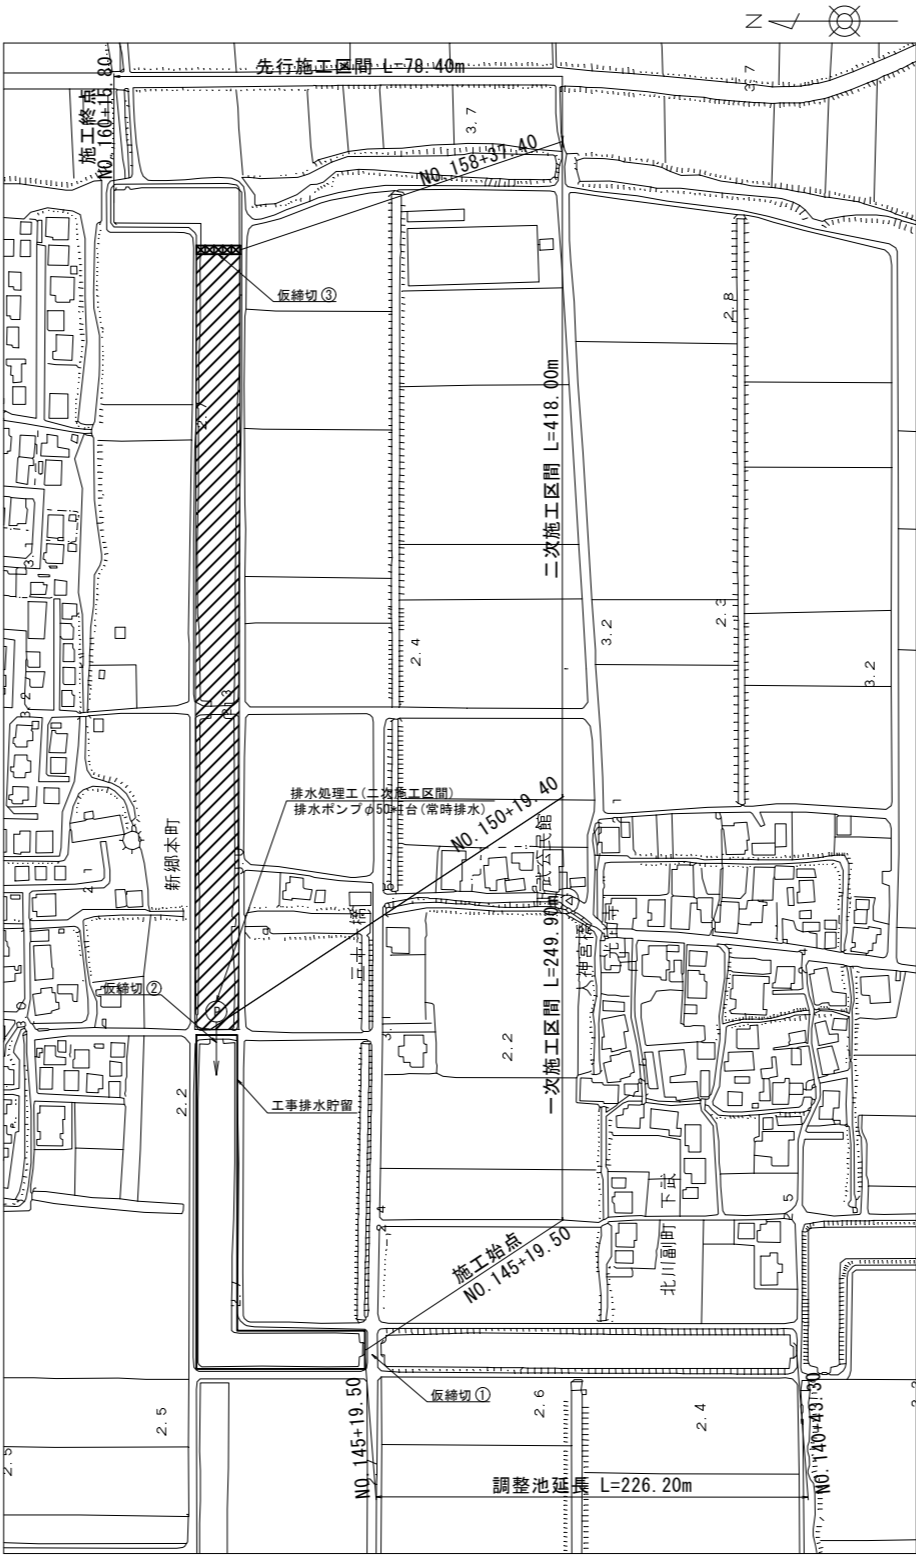 N
先行施工区間 L=78.40m
施工終点
NO.160+15.80
3.7
3.7
NO.158+37.40
仮締切③
2.8
二次施工区間 L=418.00m
3.2
2.4
2.3
3.2
排水処理工(二次施工区間)
排水ポンプφ50*1台(常時排水)
NO.150+19.40
新郷本町
一次施工区間 L=249.90m
仮締切②
P
2.2
2.2
工事排水貯留
下武
北川副町
2.5
施工始点
NO.145+19.50
NO.145+19.50
仮締切①
2.6
2.4
2.5
2.5
NO.140+43.30
調整池延長 L=226.20m